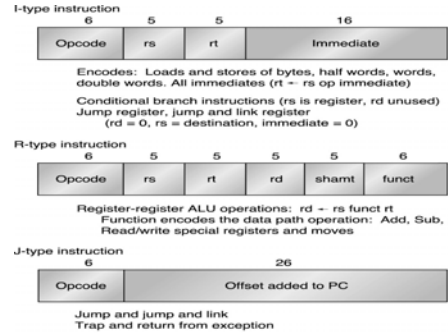 I-type instruction
6 5 5 16
Opcode rs rt Immediate
Encodes: Loads and stores of bytes, half words, words,
double words. All immediates (rt ← rs op immediate)
Conditional branch instructions (rs is register, rd unused)
Jump register, jump and link register
(rd = 0, rs = destination, immediate = 0)
R-type instruction
6 5 5 5 5 6
Opcode rs rt rd shamt funct
Register-register ALU operations: rd ← rs funct rt
Function encodes the data path operation: Add, Sub,
Read/write special registers and moves
J-type instruction
6 26
Opcode Offset added to PC
Jump and jump and link
Trap and return from exception